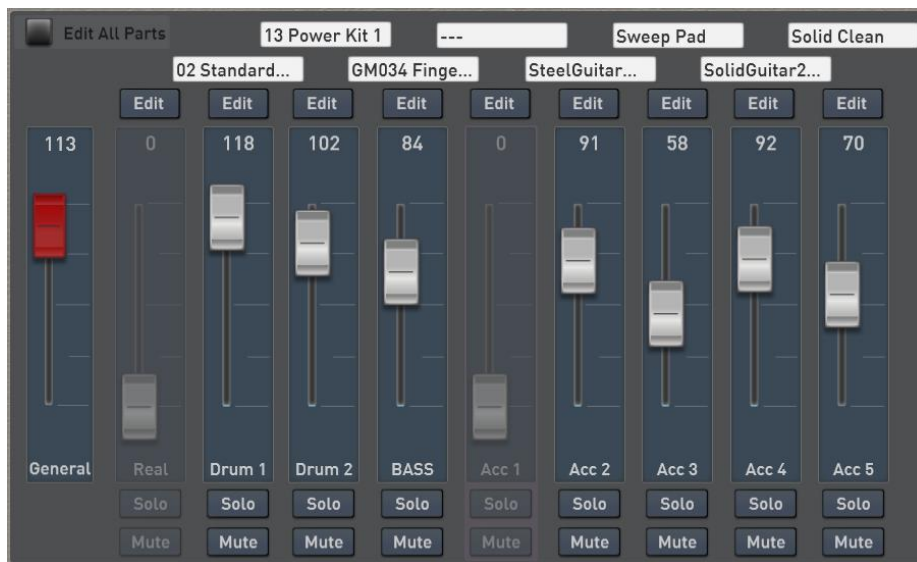 Edit All Parts 13 Power Kit 1 --- Sweep Pad Solid Clean
02 Standard... GM034 Finge... SteelGuitar... SolidGuitar2...
Edit Edit Edit Edit Edit Edit Edit Edit Edit
113 0 118 102 84 0 91 58 92 70
General Real Drum 1 Drum 2 BASS Acc 1 Acc 2 Acc 3 Acc 4 Acc 5
Solo Solo Solo Solo Solo Solo Solo Solo Solo
Mute Mute Mute Mute Mute Mute Mute Mute Mute